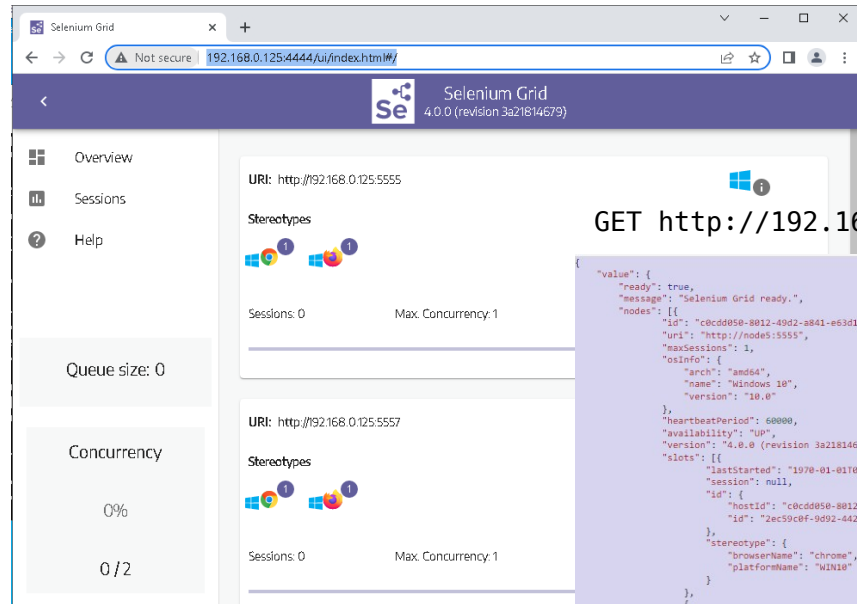 Selenium Grid
Not secure
192.168.0.125:4444/ui/index.html#/
Se
Selenium Grid
4.0.0 (revision 3a21814679)
Overview
Sessions
Help
Queue size: 0
Concurrency
0%
0 / 2
URI: http://192.168.0.125:5555
Stereotypes
1
1
Sessions: 0
Max. Concurrency: 1
URI: http://192.168.0.125:5557
Stereotypes
1
1
Sessions: 0
Max. Concurrency: 1
GET http://192.16
{
"value": {
"ready": true,
"message": "Selenium Grid ready.",
"nodes": [{
"id": "c0cdd050-8012-49d2-a841-e63d1
"uri": "http://node5:5555",
"maxSessions": 1,
"osInfo": {
"arch": "amd64",
"name": "Windows 10",
"version": "10.0"
},
"heartbeatPeriod": 60000,
"availability": "UP",
"version": "4.0.0 (revision 3a218146
"slots": [{
"lastStarted": "1970-01-01T0
"session": null,
"id": {
"hostId": "c0cdd050-8012
"id": "2ec59c0f-9d92-442
},
"stereotype": {
"browserName": "chrome",
"platformName": "WIN10"
}
},